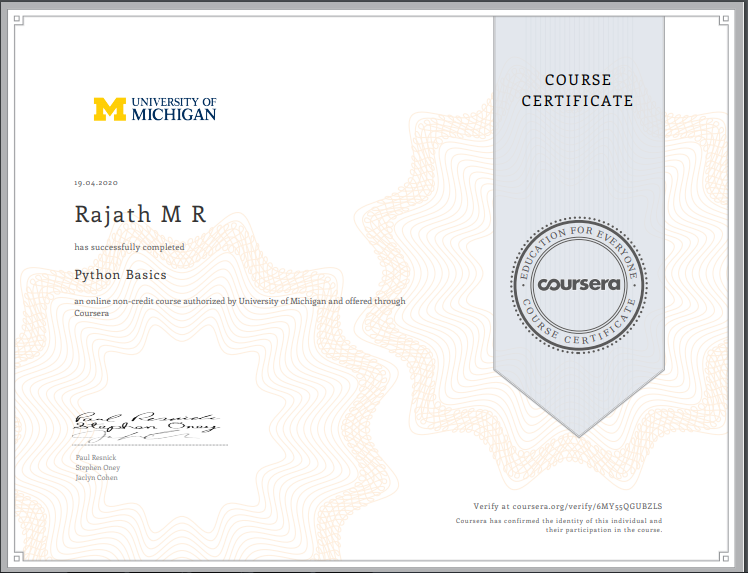 UNIVERSITY OF
MICHIGAN
COURSE
CERTIFICATE
19.04.2020
Rajath M R
has successfully completed
Python Basics
an online non-credit course authorized by University of Michigan and offered through
Coursera
EDUCATION FOR EVERYONE
coursera
COURSE CERTIFICATE
Paul Resnick
Stephen Oney
Paul Resnick
Stephen Oney
Jaclyn Cohen
Verify at coursera.org/verify/6MY55QGUBZLS
Coursera has confirmed the identity of this individual and
their participation in the course.